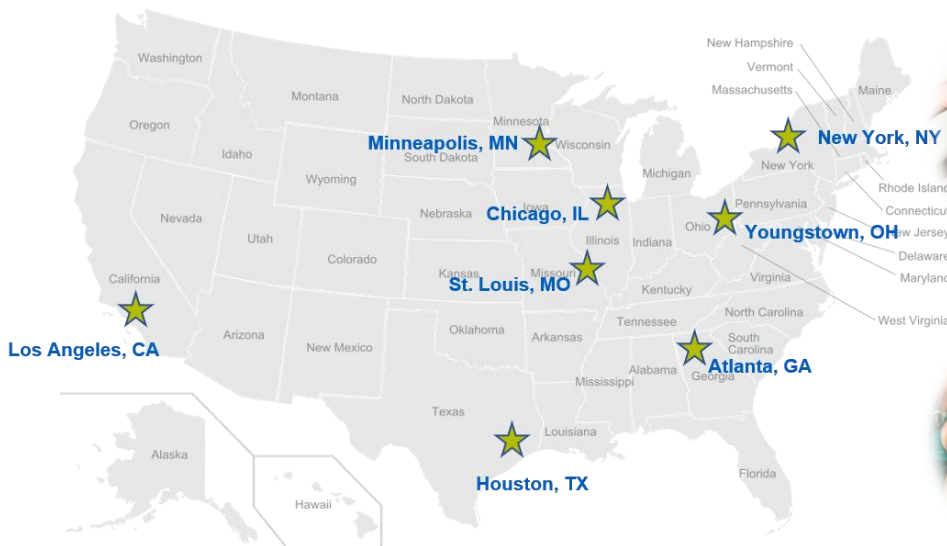 Washington
Montana
North Dakota
Minnesota
New Hampshire
Vermont
Massachusetts
Maine
Oregon
Idaho
Wyoming
South Dakota
Minneapolis, MN
Wisconsin
Michigan
New York, NY
New York
Rhode Island
Connecticut
New Jersey
Delaware
Maryland
West Virginia
Nevada
Utah
Colorado
Nebraska
Iowa
Chicago, IL
Illinois
Indiana
Ohio
Pennsylvania
Youngstown, OH
California
Kansas
Missouri
St. Louis, MO
Kentucky
Virginia
Los Angeles, CA
Arizona
New Mexico
Oklahoma
Arkansas
Tennessee
North Carolina
South
Carolina
Atlanta, GA
Georgia
Alabama
Mississippi
Texas
Louisiana
Houston, TX
Florida
Alaska
Hawaii